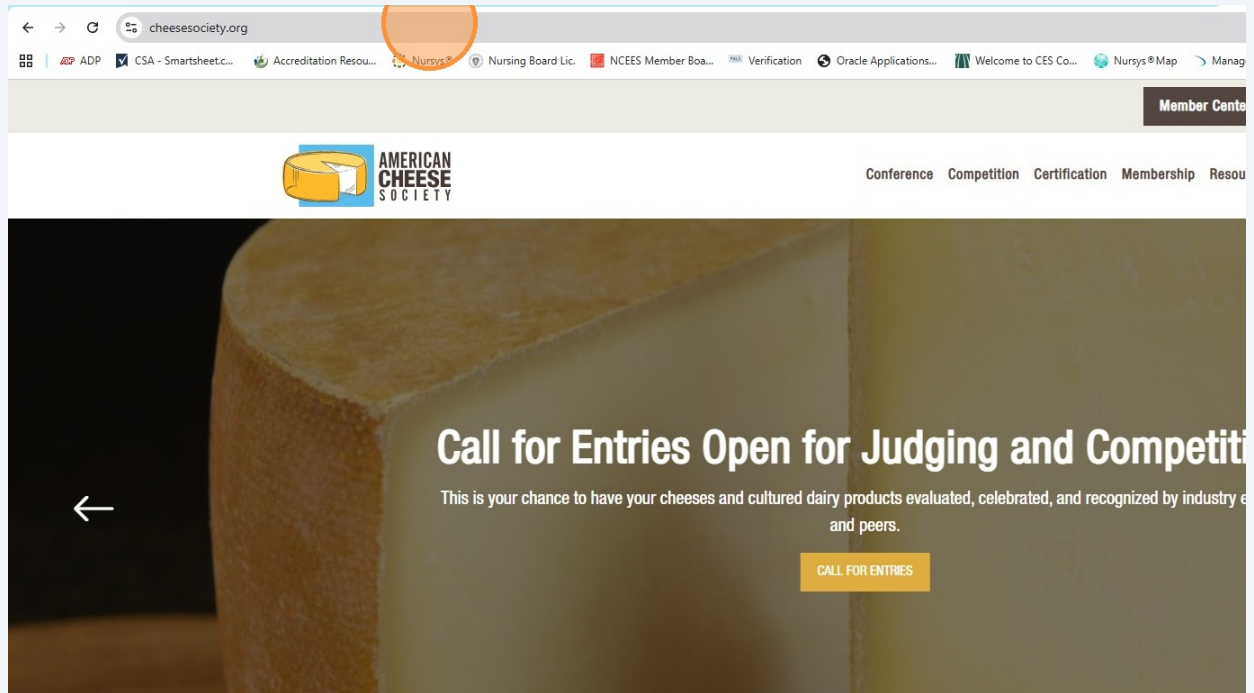 cheesesociety.org
ADP CSA - Smartsheet.c... Accreditation Resou... Nursys® Nursing Board Lic. NCEES Member Boa... Verification Oracle Applications... Welcome to CES Co... Nursys® Map Manag
Member Cente
AMERICAN
CHEESE
SOCIETY
Conference Competition Certification Membership Resou
Call for Entries Open for Judging and Competiti
This is your chance to have your cheeses and cultured dairy products evaluated, celebrated, and recognized by industry e
and peers.
CALL FOR ENTRIES